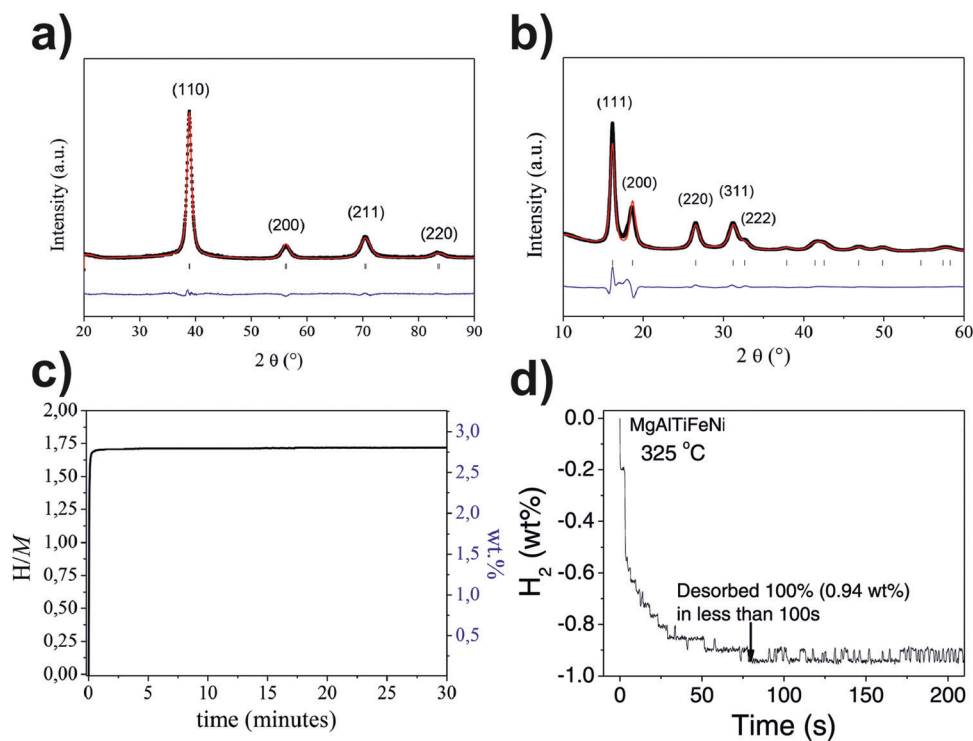 a)
Intensity (a.u.)
(110)
(200)
(211)
(220)
20 30 40 50 60 70 80 90
2 θ (°)
b)
Intensity (a.u.)
(111)
(200)
(220)
(311)
(222)
10 20 30 40 50 60
2 θ (°)
c)
H/M
2,00
1,75
1,50
1,25
1,00
0,75
0,50
0,25
0,00
3,0
2,5
2,0
1,5
1,0
0,5
wt.%
0 5 10 15 20 25 30
time (minutes)
d)
H2 (wt%)
0.0
-0.2
-0.4
-0.6
-0.8
-1.0
MgAlTiFeNi
325 °C
Desorbed 100% (0.94 wt%)
in less than 100s
0 50 100 150 200
Time (s)